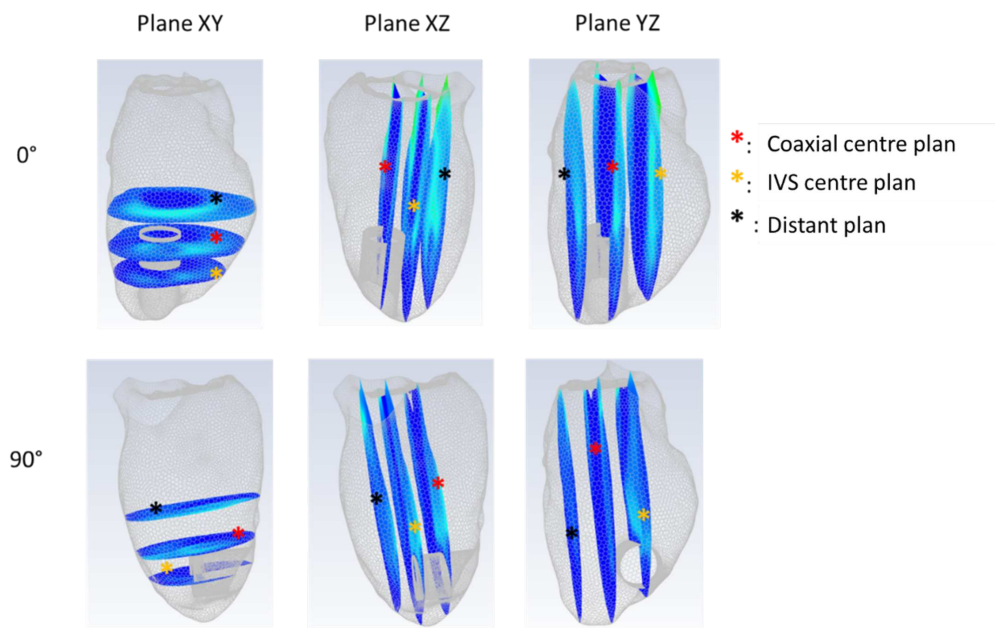 Plane XY Plane XZ Plane YZ
0°
*: Coaxial centre plan
*: IVS centre plan
*: Distant plan
90°